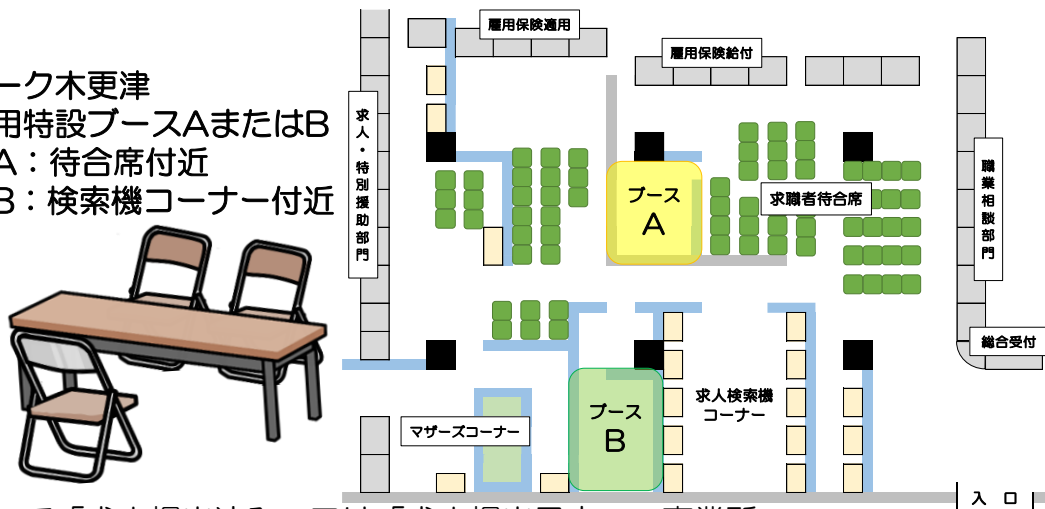 ーク木更津
用特設ブースAまたはB
A：待合席付近
B：検索機コーナー付近
雇用保険適用
雇用保険給付
求人・特別援助部門
ブース
A
求職者待合席
職業相談部門
総合受付
求人検索機
コーナー
ブース
B
マザーズコーナー
入 口